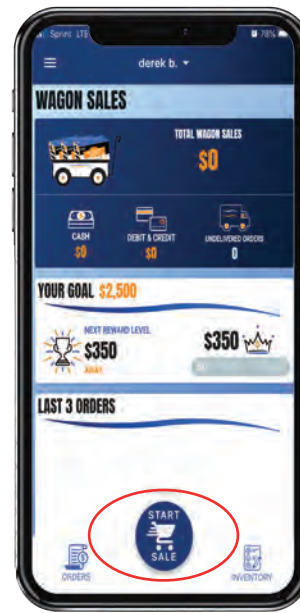 Sprint LTE 78%
derek b.
WAGON SALES
TOTAL WAGON SALES
$0
CASH DEBIT & CREDIT UNDELIVERED ORDERS
$0 $0 0
YOUR GOAL $2,500
NEXT REWARD LEVEL
$350 $350
AWAY
LAST 3 ORDERS
START
SALE
ORDERS INVENTORY